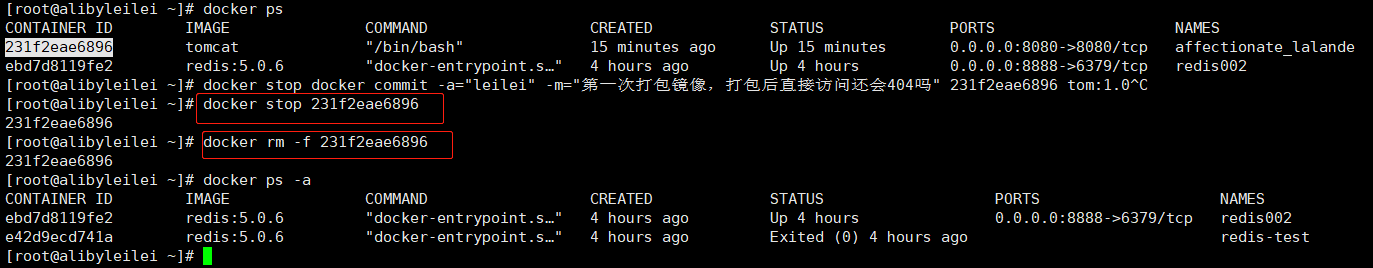 [root@alibyleilei ~]# docker ps
CONTAINER ID IMAGE COMMAND CREATED STATUS PORTS NAMES
231f2eae6896 tomcat "/bin/bash" 15 minutes ago Up 15 minutes 0.0.0.0:8080->8080/tcp affectionate_lalande
ebd7d8119fe2 redis:5.0.6 "docker-entrypoint.s…" 4 hours ago Up 4 hours 0.0.0.0:8888->6379/tcp redis002
[root@alibyleilei ~]# docker stop docker commit -a="leilei" -m="第一次打包镜像，打包后直接访问还会404吗" 231f2eae6896 tom:1.0^C
[root@alibyleilei ~]# docker stop 231f2eae6896
231f2eae6896
[root@alibyleilei ~]# docker rm -f 231f2eae6896
231f2eae6896
[root@alibyleilei ~]# docker ps -a
CONTAINER ID IMAGE COMMAND CREATED STATUS PORTS NAMES
ebd7d8119fe2 redis:5.0.6 "docker-entrypoint.s…" 4 hours ago Up 4 hours 0.0.0.0:8888->6379/tcp redis002
e42d9ecd741a redis:5.0.6 "docker-entrypoint.s…" 4 hours ago Exited (0) 4 hours ago redis-test
[root@alibyleilei ~]#